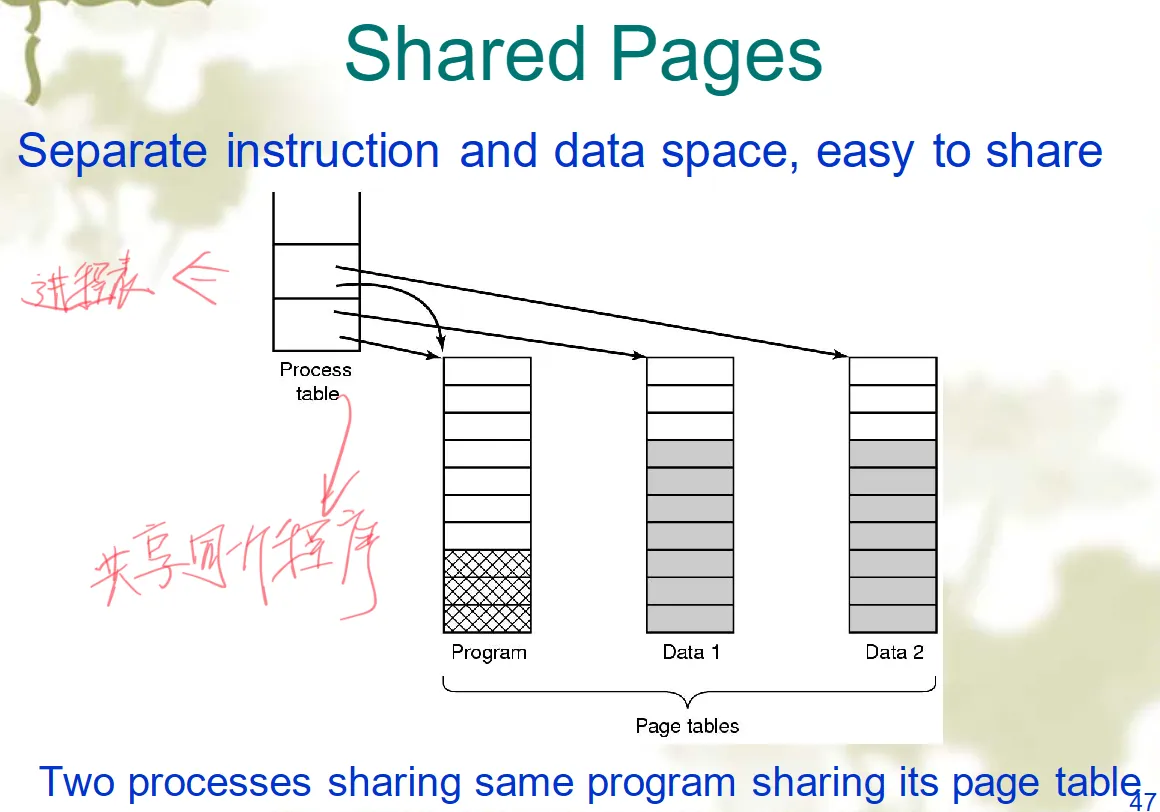 Shared Pages
Separate instruction and data space, easy to share
进程表
Process
table
共享同一个程序
Program
Data 1
Data 2
Page tables
Two processes sharing same program sharing its page table
47